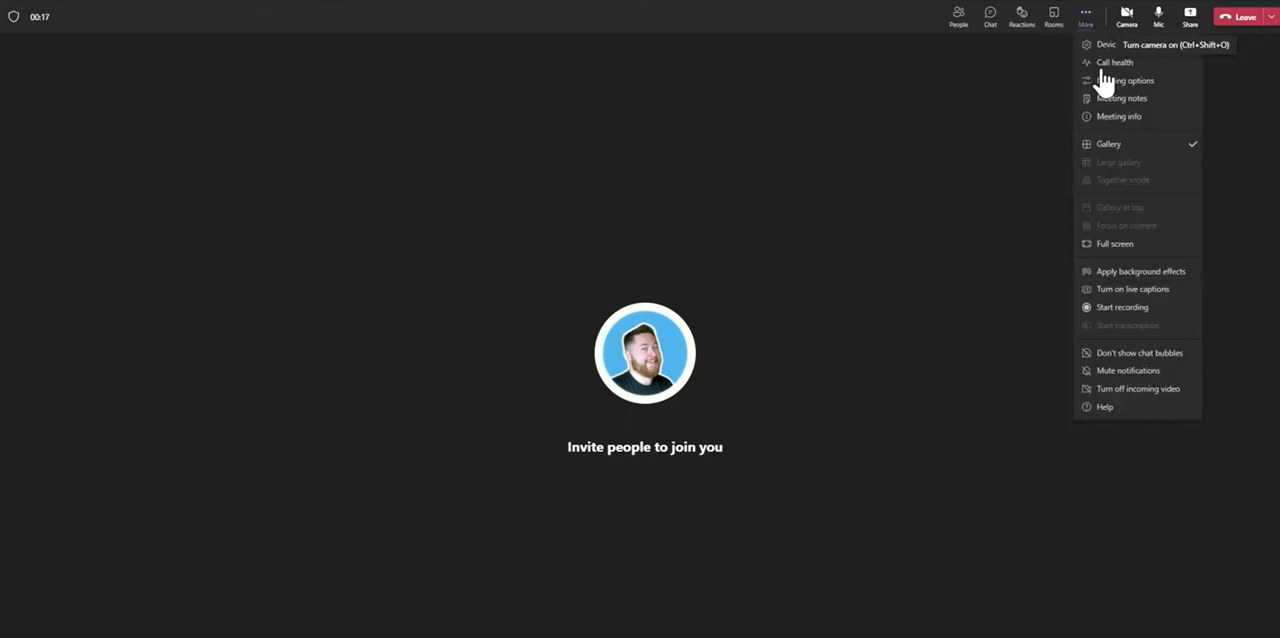 00:17
People
Chat
Reactions
Rooms
More
Camera
Mic
Share
Leave
Devic
Turn camera on (Ctrl+Shift+O)
Call health
options
Meeting notes
Meeting info
Gallery
Large gallery
Together mode
Gallery at top
Focus on content
Full screen
Apply background effects
Turn on live captions
Start recording
Start transcription
Don't show chat bubbles
Mute notifications
Turn off incoming video
Help
Invite people to join you